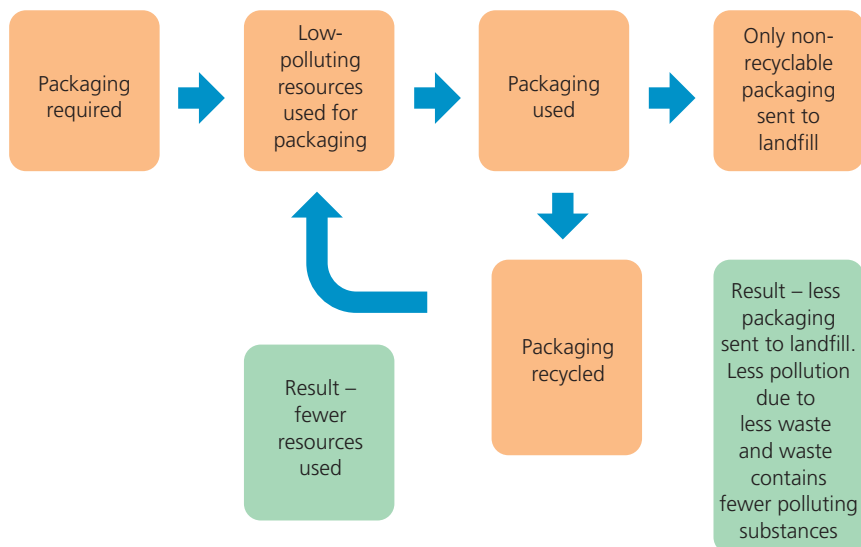 Packaging
required
Low-
polluting
resources
used for
packaging
Packaging
used
Only non-
recyclable
packaging
sent to
landfill
Packaging
recycled
Result –
fewer
resources
used
Result – less
packaging
sent to landfill.
Less pollution
due to
less waste
and waste
contains
fewer polluting
substances